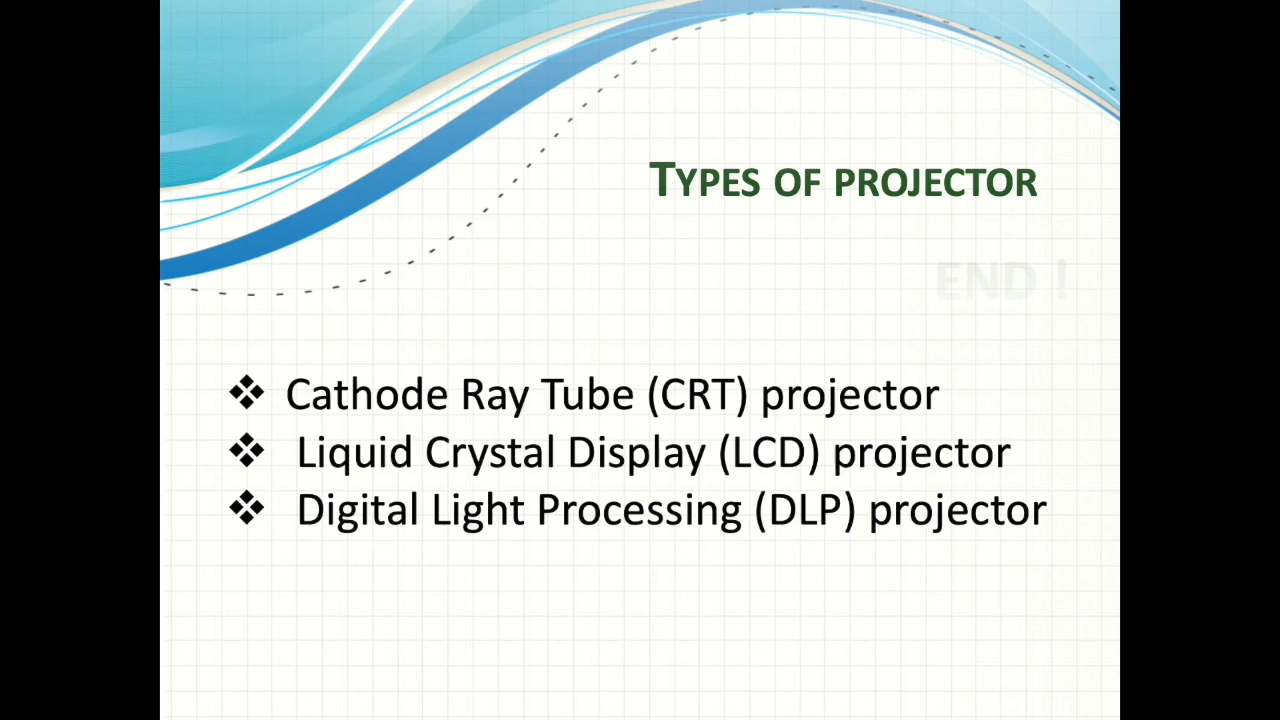 Types of projector
END !
❖ Cathode Ray Tube (CRT) projector
❖ Liquid Crystal Display (LCD) projector
❖ Digital Light Processing (DLP) projector